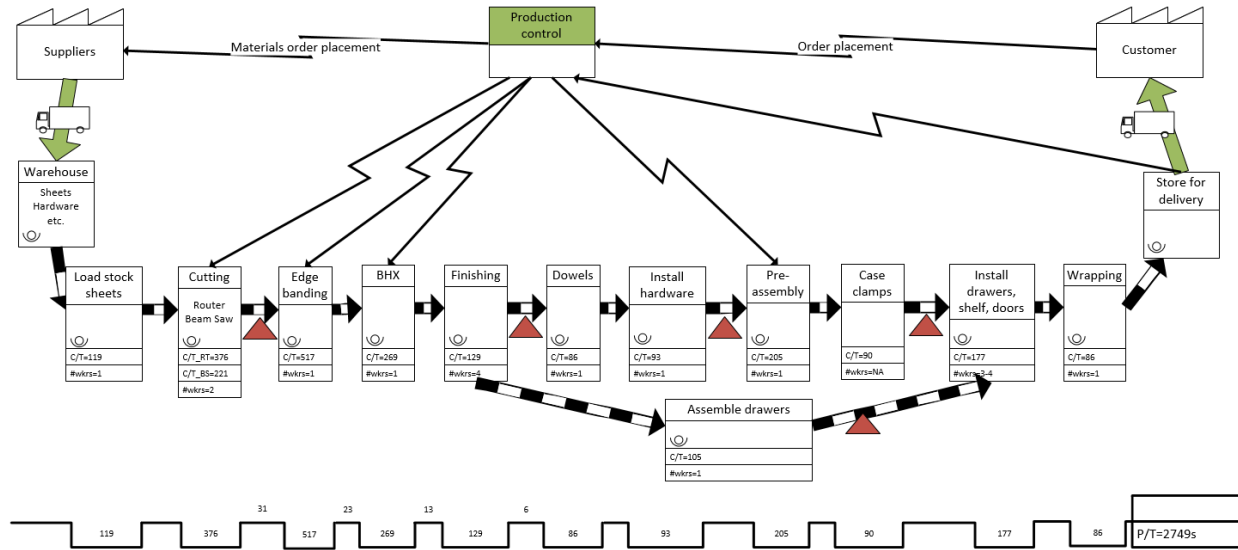 Suppliers
Materials order placement
Production
control
Order placement
Customer
Warehouse
Sheets
Hardware
etc.
Store for
delivery
Load stock
sheets
C/T=119
#wkrs=1
Cutting
Router
Beam Saw
C/T_RT=376
C/T_BS=221
#wkrs=2
Edge
banding
C/T=517
#wkrs=1
BHX
C/T=269
#wkrs=1
Finishing
C/T=129
#wkrs=4
Dowels
C/T=86
#wkrs=1
Install
hardware
C/T=93
#wkrs=1
Pre-
assembly
C/T=205
#wkrs=1
Case
clamps
C/T=90
#wkrs=NA
Install
drawers,
shelf, doors
C/T=177
#wkrs=3-4
Wrapping
C/T=86
#wkrs=1
Assemble drawers
C/T=105
#wkrs=1
31 23 13 6
119 376 517 269 129 86 93 205 90 177 86 P/T=2749s